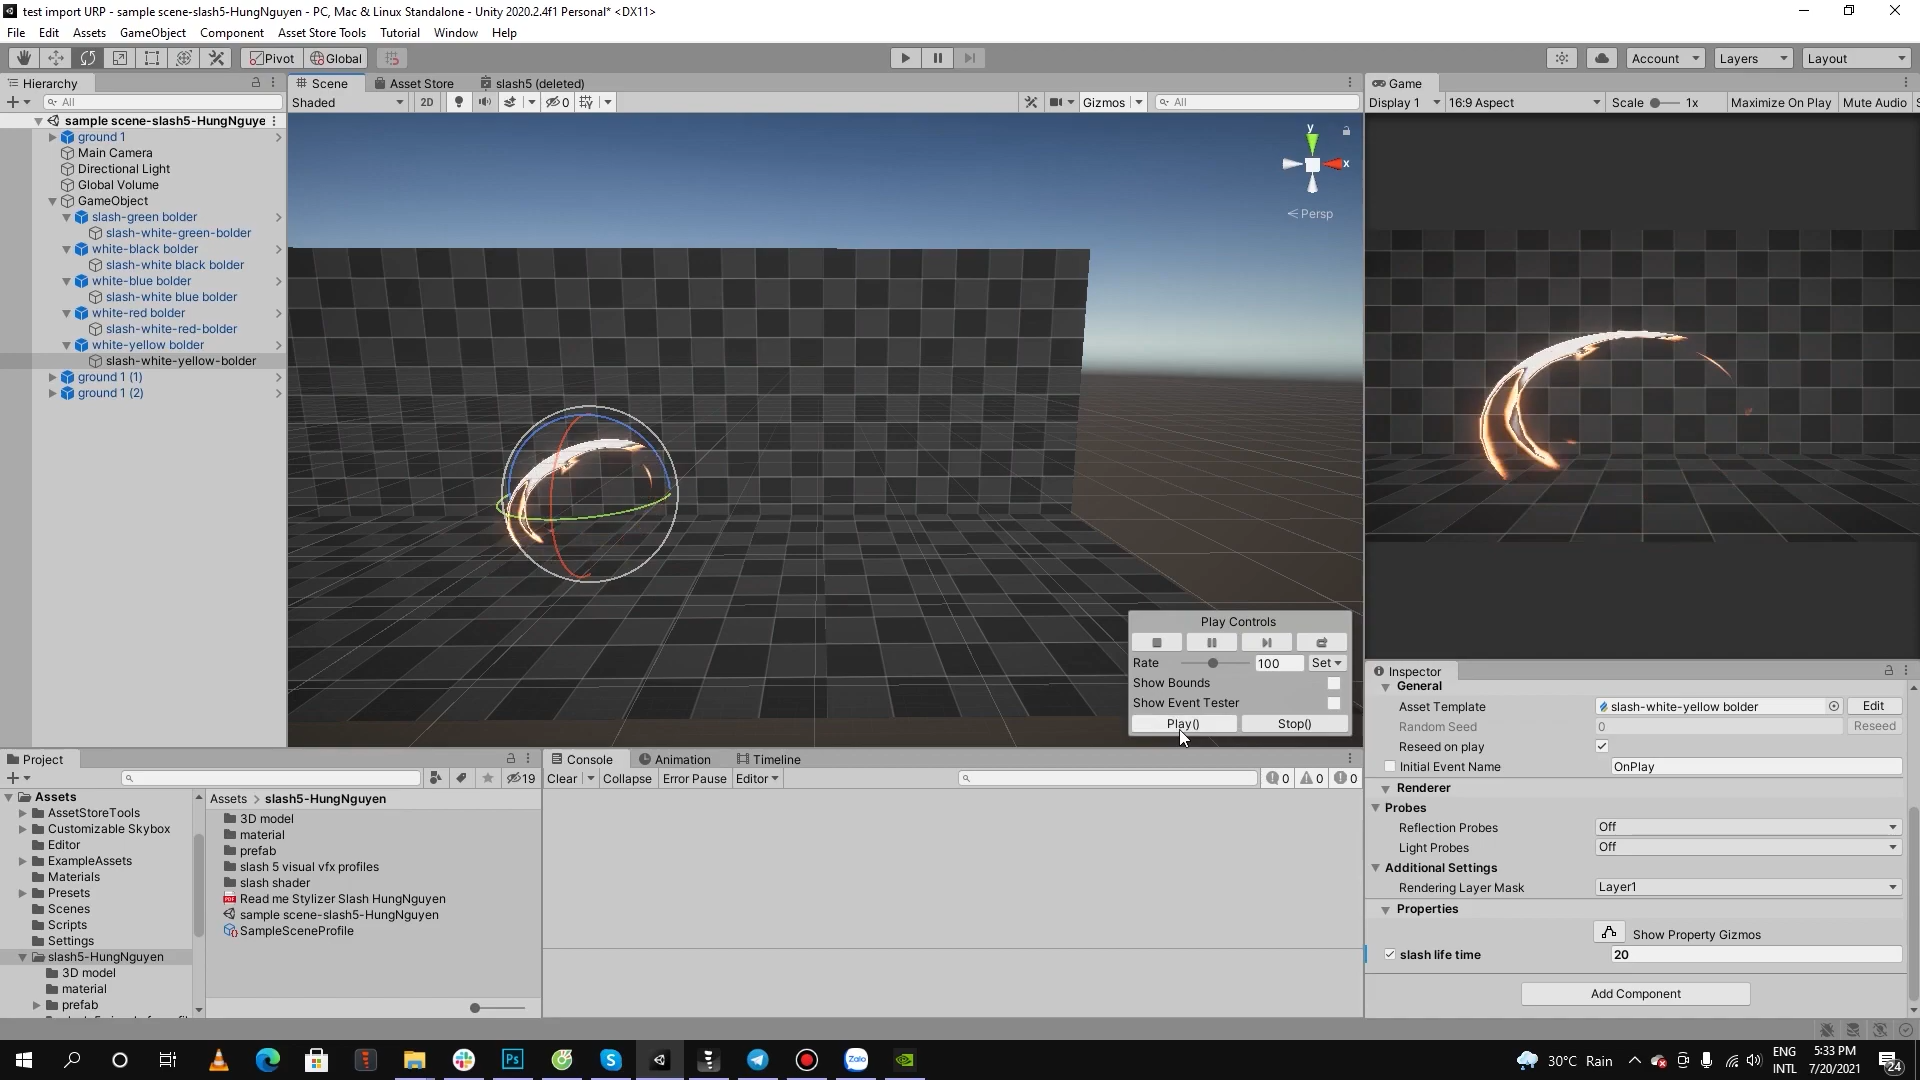 test import URP - sample scene-slash5-HungNguyen - PC, Mac & Linux Standalone - Unity 2020.2.4f1 Personal* <DX11>
File Edit Assets GameObject Component Asset Store Tools Tutorial Window Help
Pivot Global Account Layers Layout
Hierarchy
All
sample scene-slash5-HungNguye
ground 1
Main Camera
Directional Light
Global Volume
GameObject
slash-green bolder
slash-white-green-bolder
white-black bolder
slash-white black bolder
white-blue bolder
slash-white blue bolder
white-red bolder
slash-white-red-bolder
white-yellow bolder
slash-white-yellow-bolder
ground 1 (1)
ground 1 (2)
Scene Asset Store slash5 (deleted)
Shaded 2D 0 Gizmos All
y
x
Persp
Play Controls
Rate 100 Set
Show Bounds
Show Event Tester
Play() Stop()
Game
Display 1 16:9 Aspect Scale 1x Maximize On Play Mute Audio S
Inspector
General
Asset Template slash-white-yellow bolder Edit
Random Seed 0 Reseed
Reseed on play
Initial Event Name OnPlay
Renderer
Probes
Reflection Probes Off
Light Probes Off
Additional Settings
Rendering Layer Mask Layer1
Properties
Show Property Gizmos
slash life time 20
Add Component
Project
19
Assets
AssetStoreTools
Customizable Skybox
Editor
ExampleAssets
Materials
Presets
Scenes
Scripts
Settings
slash5-HungNguyen
3D model
material
prefab
Assets > slash5-HungNguyen
3D model
material
prefab
slash 5 visual vfx profiles
slash shader
Read me Stylizer Slash HungNguyen
sample scene-slash5-HungNguyen
SampleSceneProfile
Console Animation Timeline
Clear Collapse Error Pause Editor 0 0 0
Ps
Zalo
30°C Rain
ENG
INTL
5:33 PM
7/20/2021
24